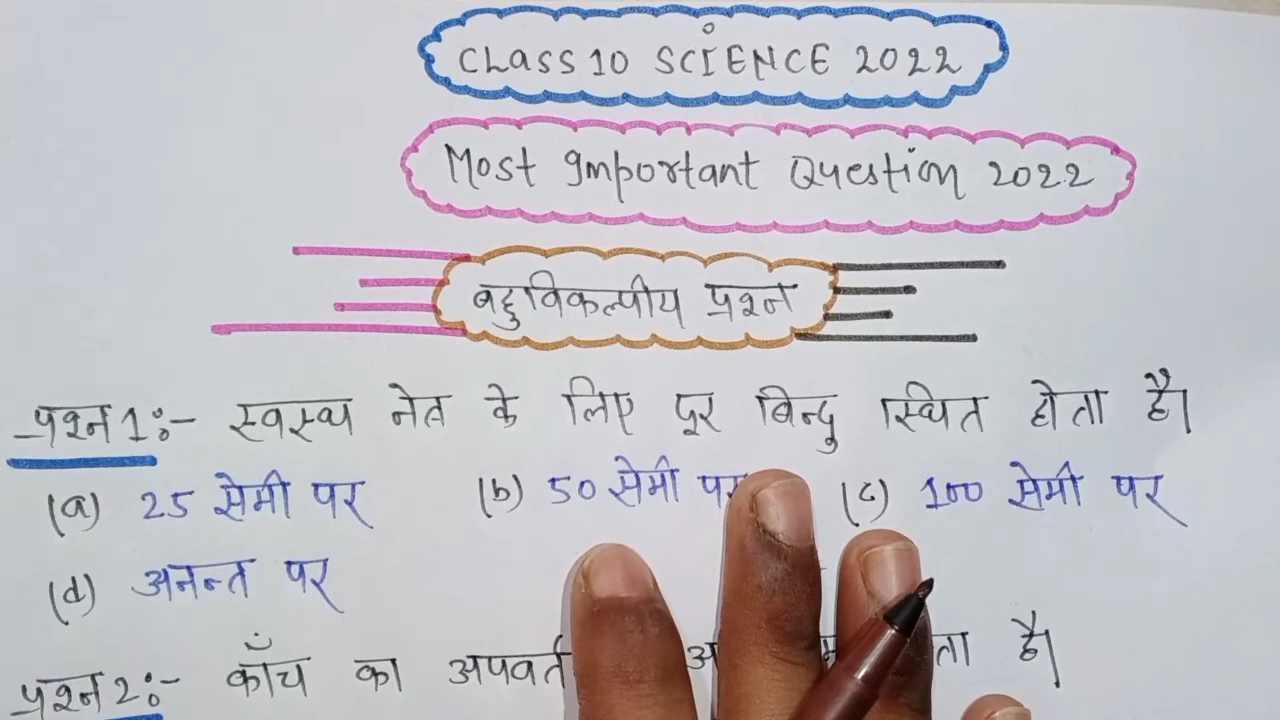 CLASS 10 SCIENCE 2022
Most Important Question 2022
बहुविकल्पीय प्रश्न
प्रश्न 1:- स्वस्थ नेत्र के लिए दूर बिन्दु स्थित होता है।
(a) 25 सेमी पर (b) 50 सेमी पर (c) 100 सेमी पर
(d) अनन्त पर
प्रश्न 2:- काँच का है।